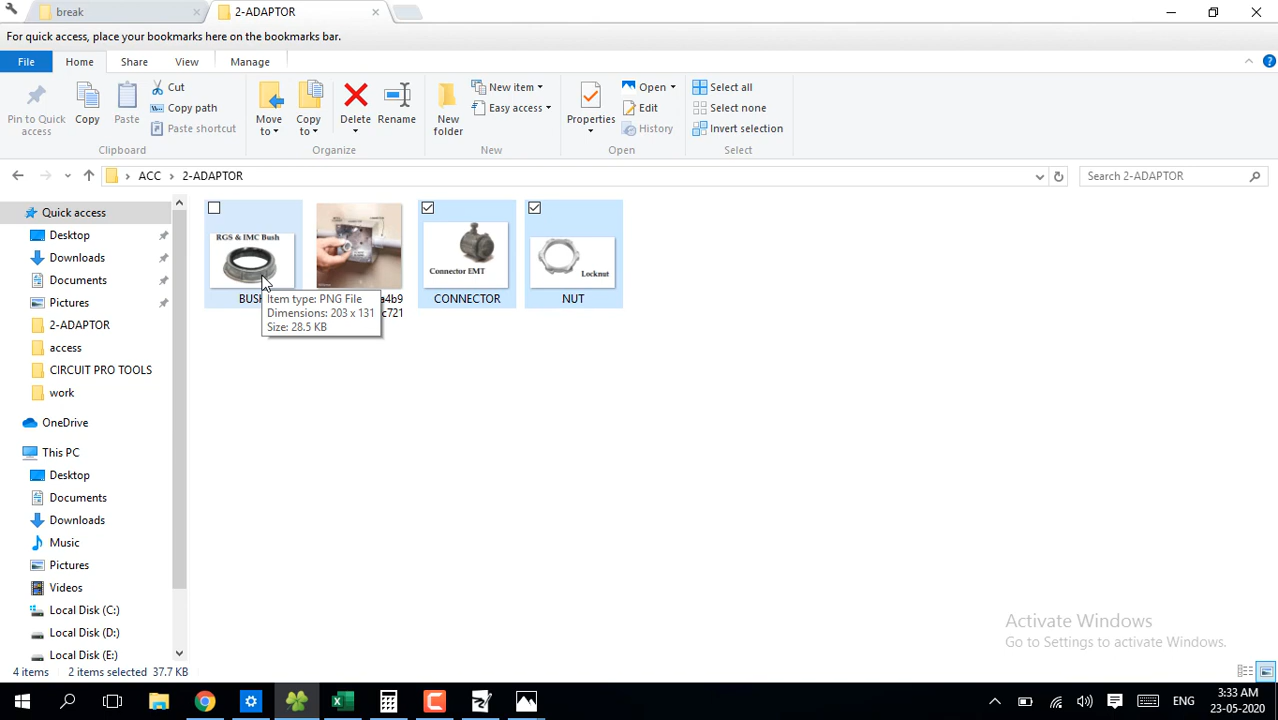 break
2-ADAPTOR
For quick access, place your bookmarks here on the bookmarks bar.
File Home Share View Manage
Pin to Quick access
Copy
Paste
Cut
Copy path
Paste shortcut
Move to
Copy to
Delete
Rename
New folder
New item
Easy access
Properties
Open
Edit
History
Select all
Select none
Invert selection
Clipboard
Organize
New
Open
Select
ACC 2-ADAPTOR
Search 2-ADAPTOR
Quick access
Desktop
Downloads
Documents
Pictures
2-ADAPTOR
access
CIRCUIT PRO TOOLS
work
OneDrive
This PC
Desktop
Documents
Downloads
Music
Pictures
Videos
Local Disk (C:)
Local Disk (D:)
Local Disk (E:)
RGS & IMC Bush
Connector EMT
Locknut
BUSH
a4b9
c721
CONNECTOR
NUT
Item type: PNG File
Dimensions: 203 x 131
Size: 28.5 KB
Activate Windows
Go to Settings to activate Windows.
4 items 2 items selected 37.7 KB
ENG
3:33 AM
23-05-2020